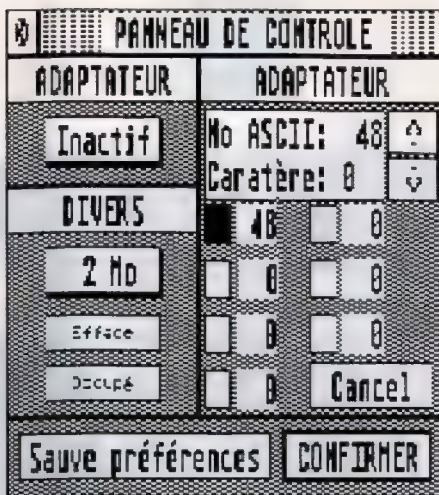 PANNEAU DE CONTROLE
ADAPTATEUR
Inactif
DIVERS
2 Mo
Efface
Occupé
ADAPTATEUR
No ASCII: 48
Caratère: 0
48 0
0 0
0 0
0 Cancel
Sauve préférences CONFIRMER